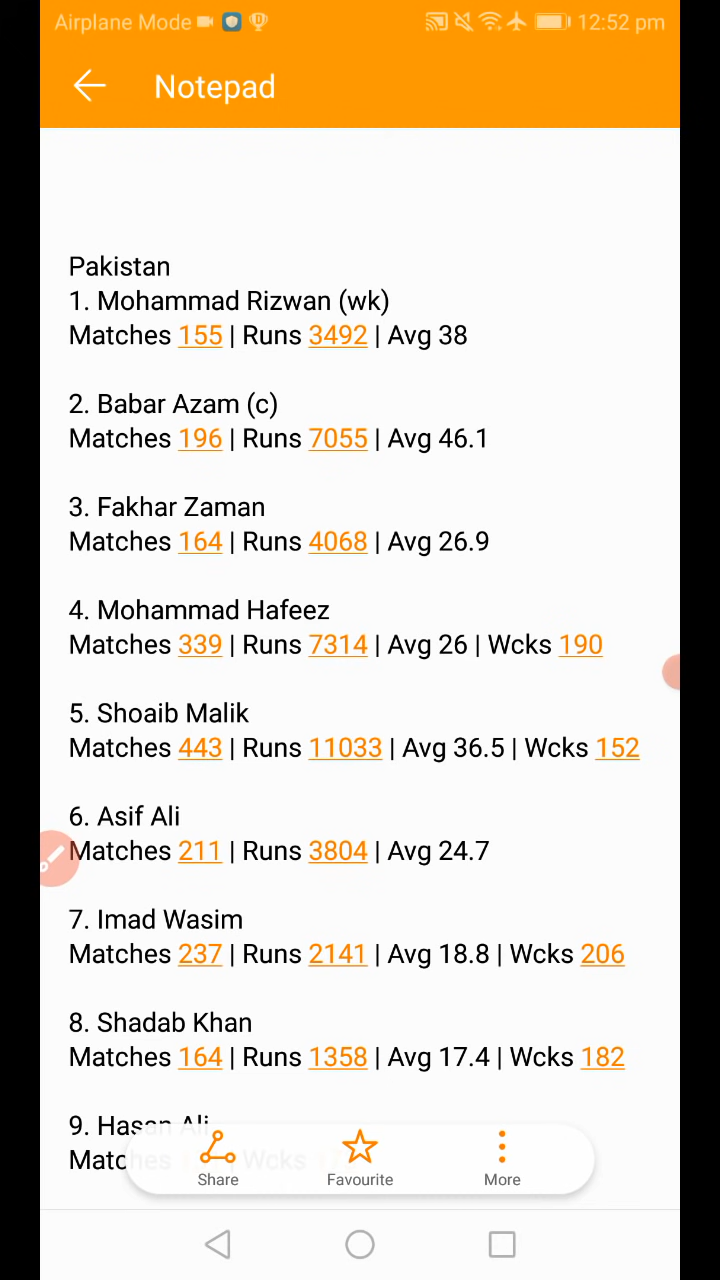 Airplane Mode 12:52 pm
Notepad
Pakistan
1. Mohammad Rizwan (wk)
Matches 155 | Runs 3492 | Avg 38
2. Babar Azam (c)
Matches 196 | Runs 7055 | Avg 46.1
3. Fakhar Zaman
Matches 164 | Runs 4068 | Avg 26.9
4. Mohammad Hafeez
Matches 339 | Runs 7314 | Avg 26 | Wcks 190
5. Shoaib Malik
Matches 443 | Runs 11033 | Avg 36.5 | Wcks 152
6. Asif Ali
Matches 211 | Runs 3804 | Avg 24.7
7. Imad Wasim
Matches 237 | Runs 2141 | Avg 18.8 | Wcks 206
8. Shadab Khan
Matches 164 | Runs 1358 | Avg 17.4 | Wcks 182
9. Hasan Ali
Matches | Wcks
Share Favourite More